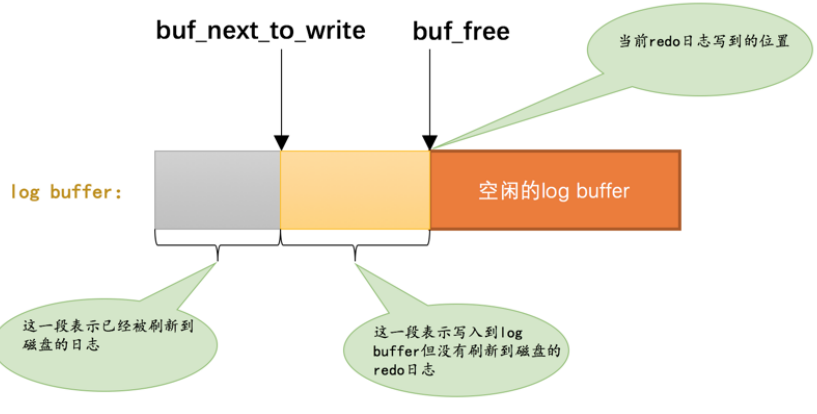 buf_next_to_write
buf_free
当前redo日志写到的位置
log buffer:
空闲的log buffer
这一段表示已经被刷新到
磁盘的日志
这一段表示写入到log
buffer但没有刷新到磁盘的
redo日志